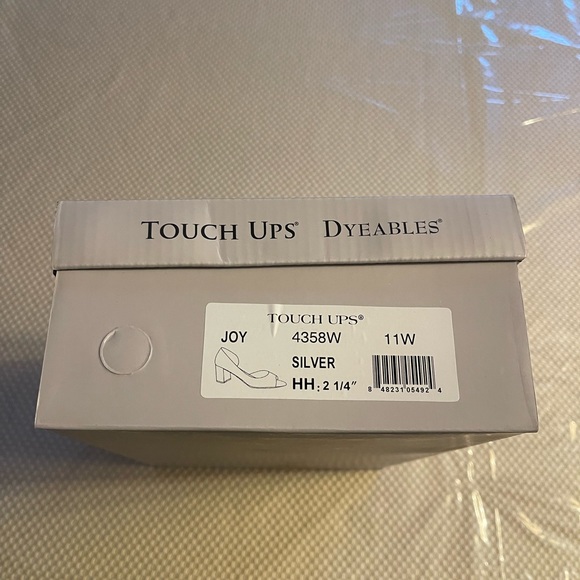 TOUCH UPS® DYEABLES®
TOUCH UPS®
JOY 4358W 11W
SILVER
HH: 2 1/4"
8 48231 05492 4